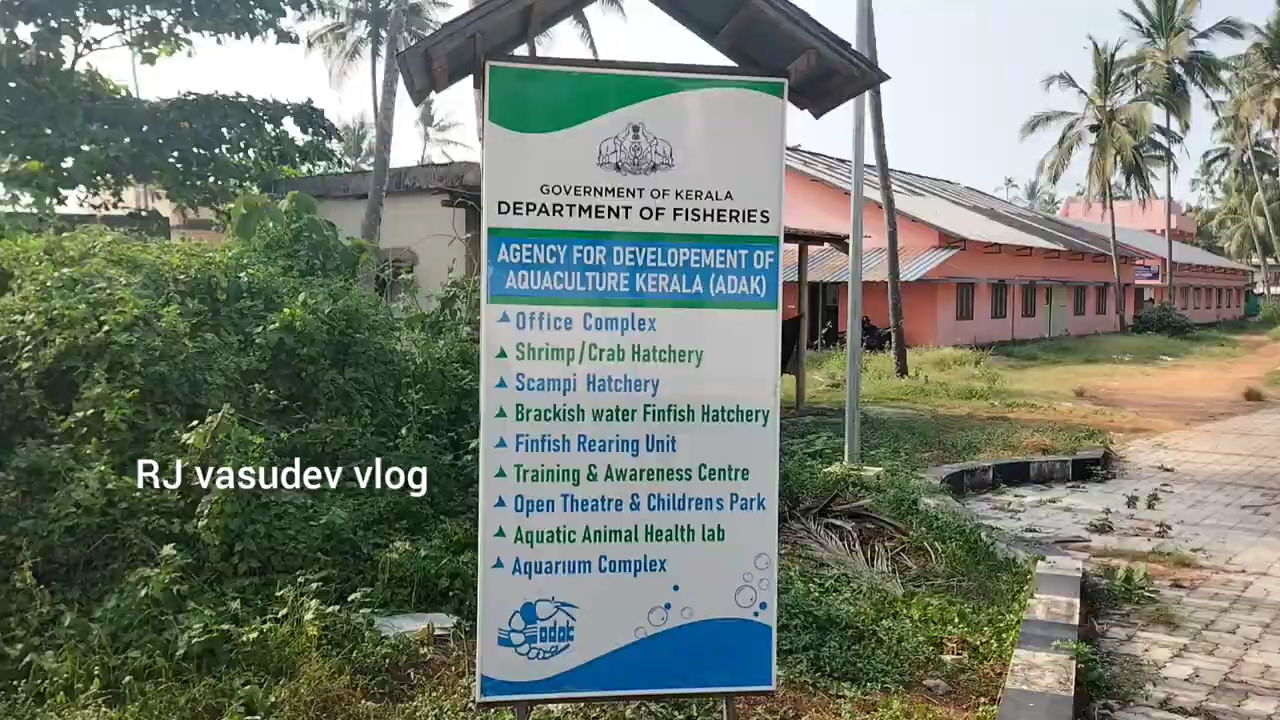 GOVERNMENT OF KERALA
DEPARTMENT OF FISHERIES
AGENCY FOR DEVELOPEMENT OF
AQUACULTURE KERALA (ADAK)
Office Complex
Shrimp/Crab Hatchery
Scampi Hatchery
Brackish water Finfish Hatchery
Finfish Rearing Unit
Training & Awareness Centre
Open Theatre & Childrens Park
Aquatic Animal Health lab
Aquarium Complex
adak
RJ vasudev vlog